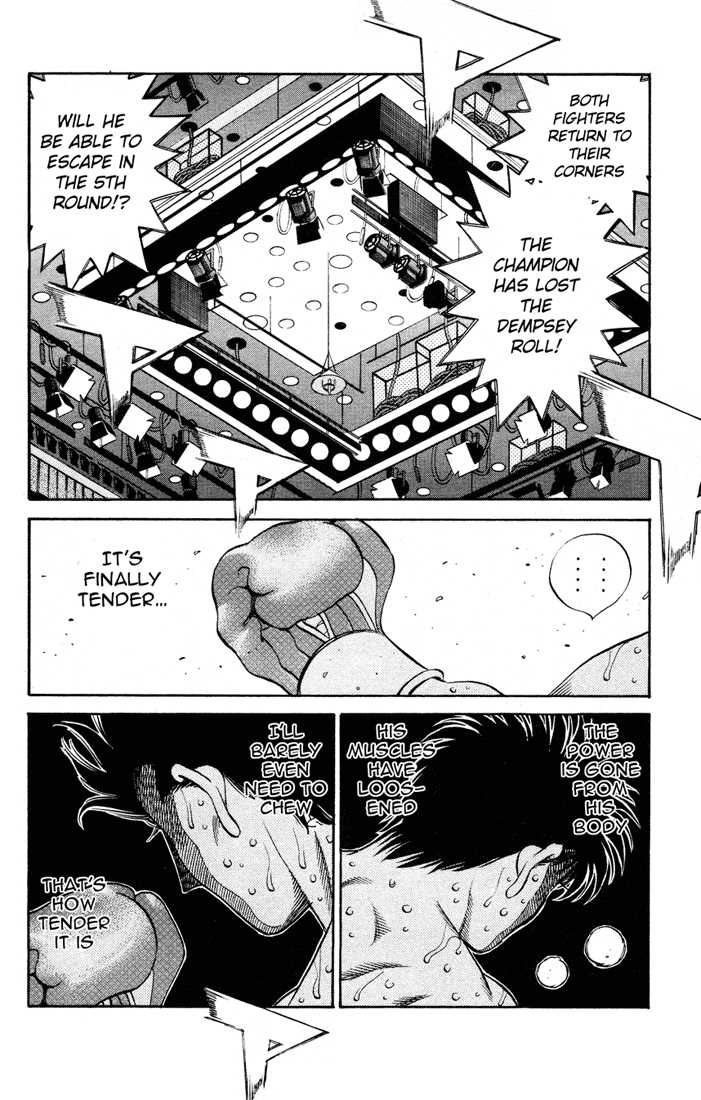 BOTH
FIGHTERS
RETURN TO
THEIR
CORNERS
THE
CHAMPION
HAS LOST
THE
DEMPSEY
ROLL!
WILL HE
BE ABLE TO
ESCAPE IN
THE 5TH
ROUND!?
......
IT'S
FINALLY
TENDER...
THE
POWER
IS GONE
FROM
HIS
BODY
HIS
MUSCLES
HAVE
LOOS-
ENED
I'LL
BARELY
EVEN
NEED TO
CHEW
THAT'S
HOW
TENDER
IT IS